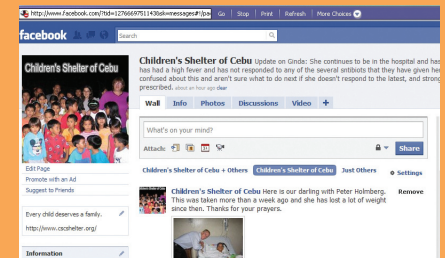 http://www.facebook.com/?tid=1276669751143&sk=messages#!/pa Go Stop Print Refresh More Choices
facebook Search
Children's Shelter of Cebu
Children's Shelter of Cebu Update on Ginda: She continues to be in the hospital and has
has had a high fever and has not responded to any of the several antibiots that they have given her
confused about this and aren't sure what to do next if she doesn't respond to the latest, and strong
prescribed. about an hour ago clear
Wall Info Photos Discussions Video +
What's on your mind?
Attach: 31 Share
Edit Page
Promote with an Ad
Suggest to Friends
Children's Shelter of Cebu + Others Children's Shelter of Cebu Just Others Settings
Every child deserves a family.
http://www.cscshelter.org/
Children's Shelter of Cebu Here is our darling with Peter Holmberg. Remove
This was taken more than a week ago and she has lost a lot of weight
since then. Thanks for your prayers.
Information